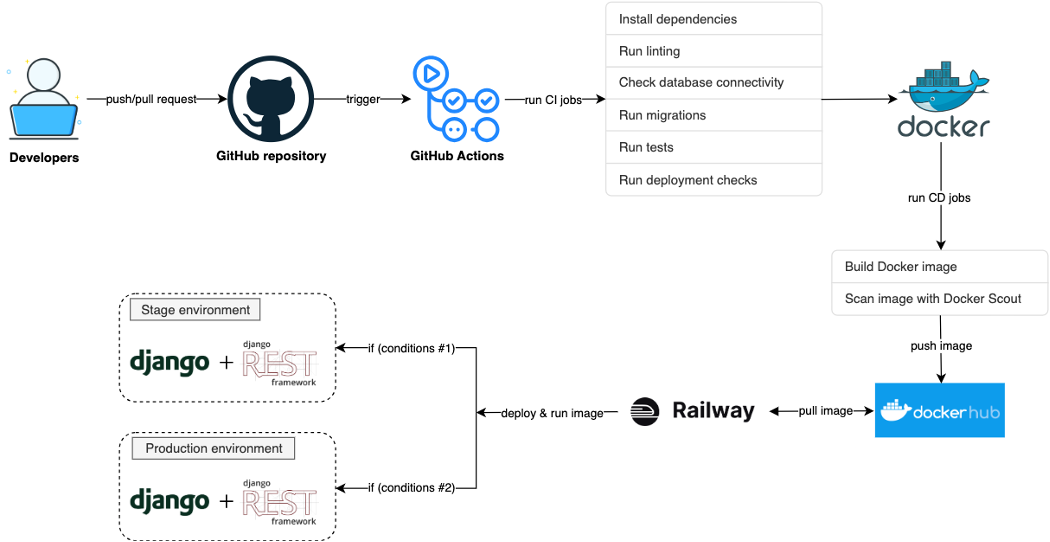 Developers
push/pull request
GitHub repository
trigger
GitHub Actions
run CI jobs
Install dependencies
Run linting
Check database connectivity
Run migrations
Run tests
Run deployment checks
docker
run CD jobs
Build Docker image
Scan image with Docker Scout
push image
dockerhub
pull image
Railway
deploy & run image
if (conditions #1)
Stage environment
django + django
REST
framework
if (conditions #2)
Production environment
django + django
REST
framework